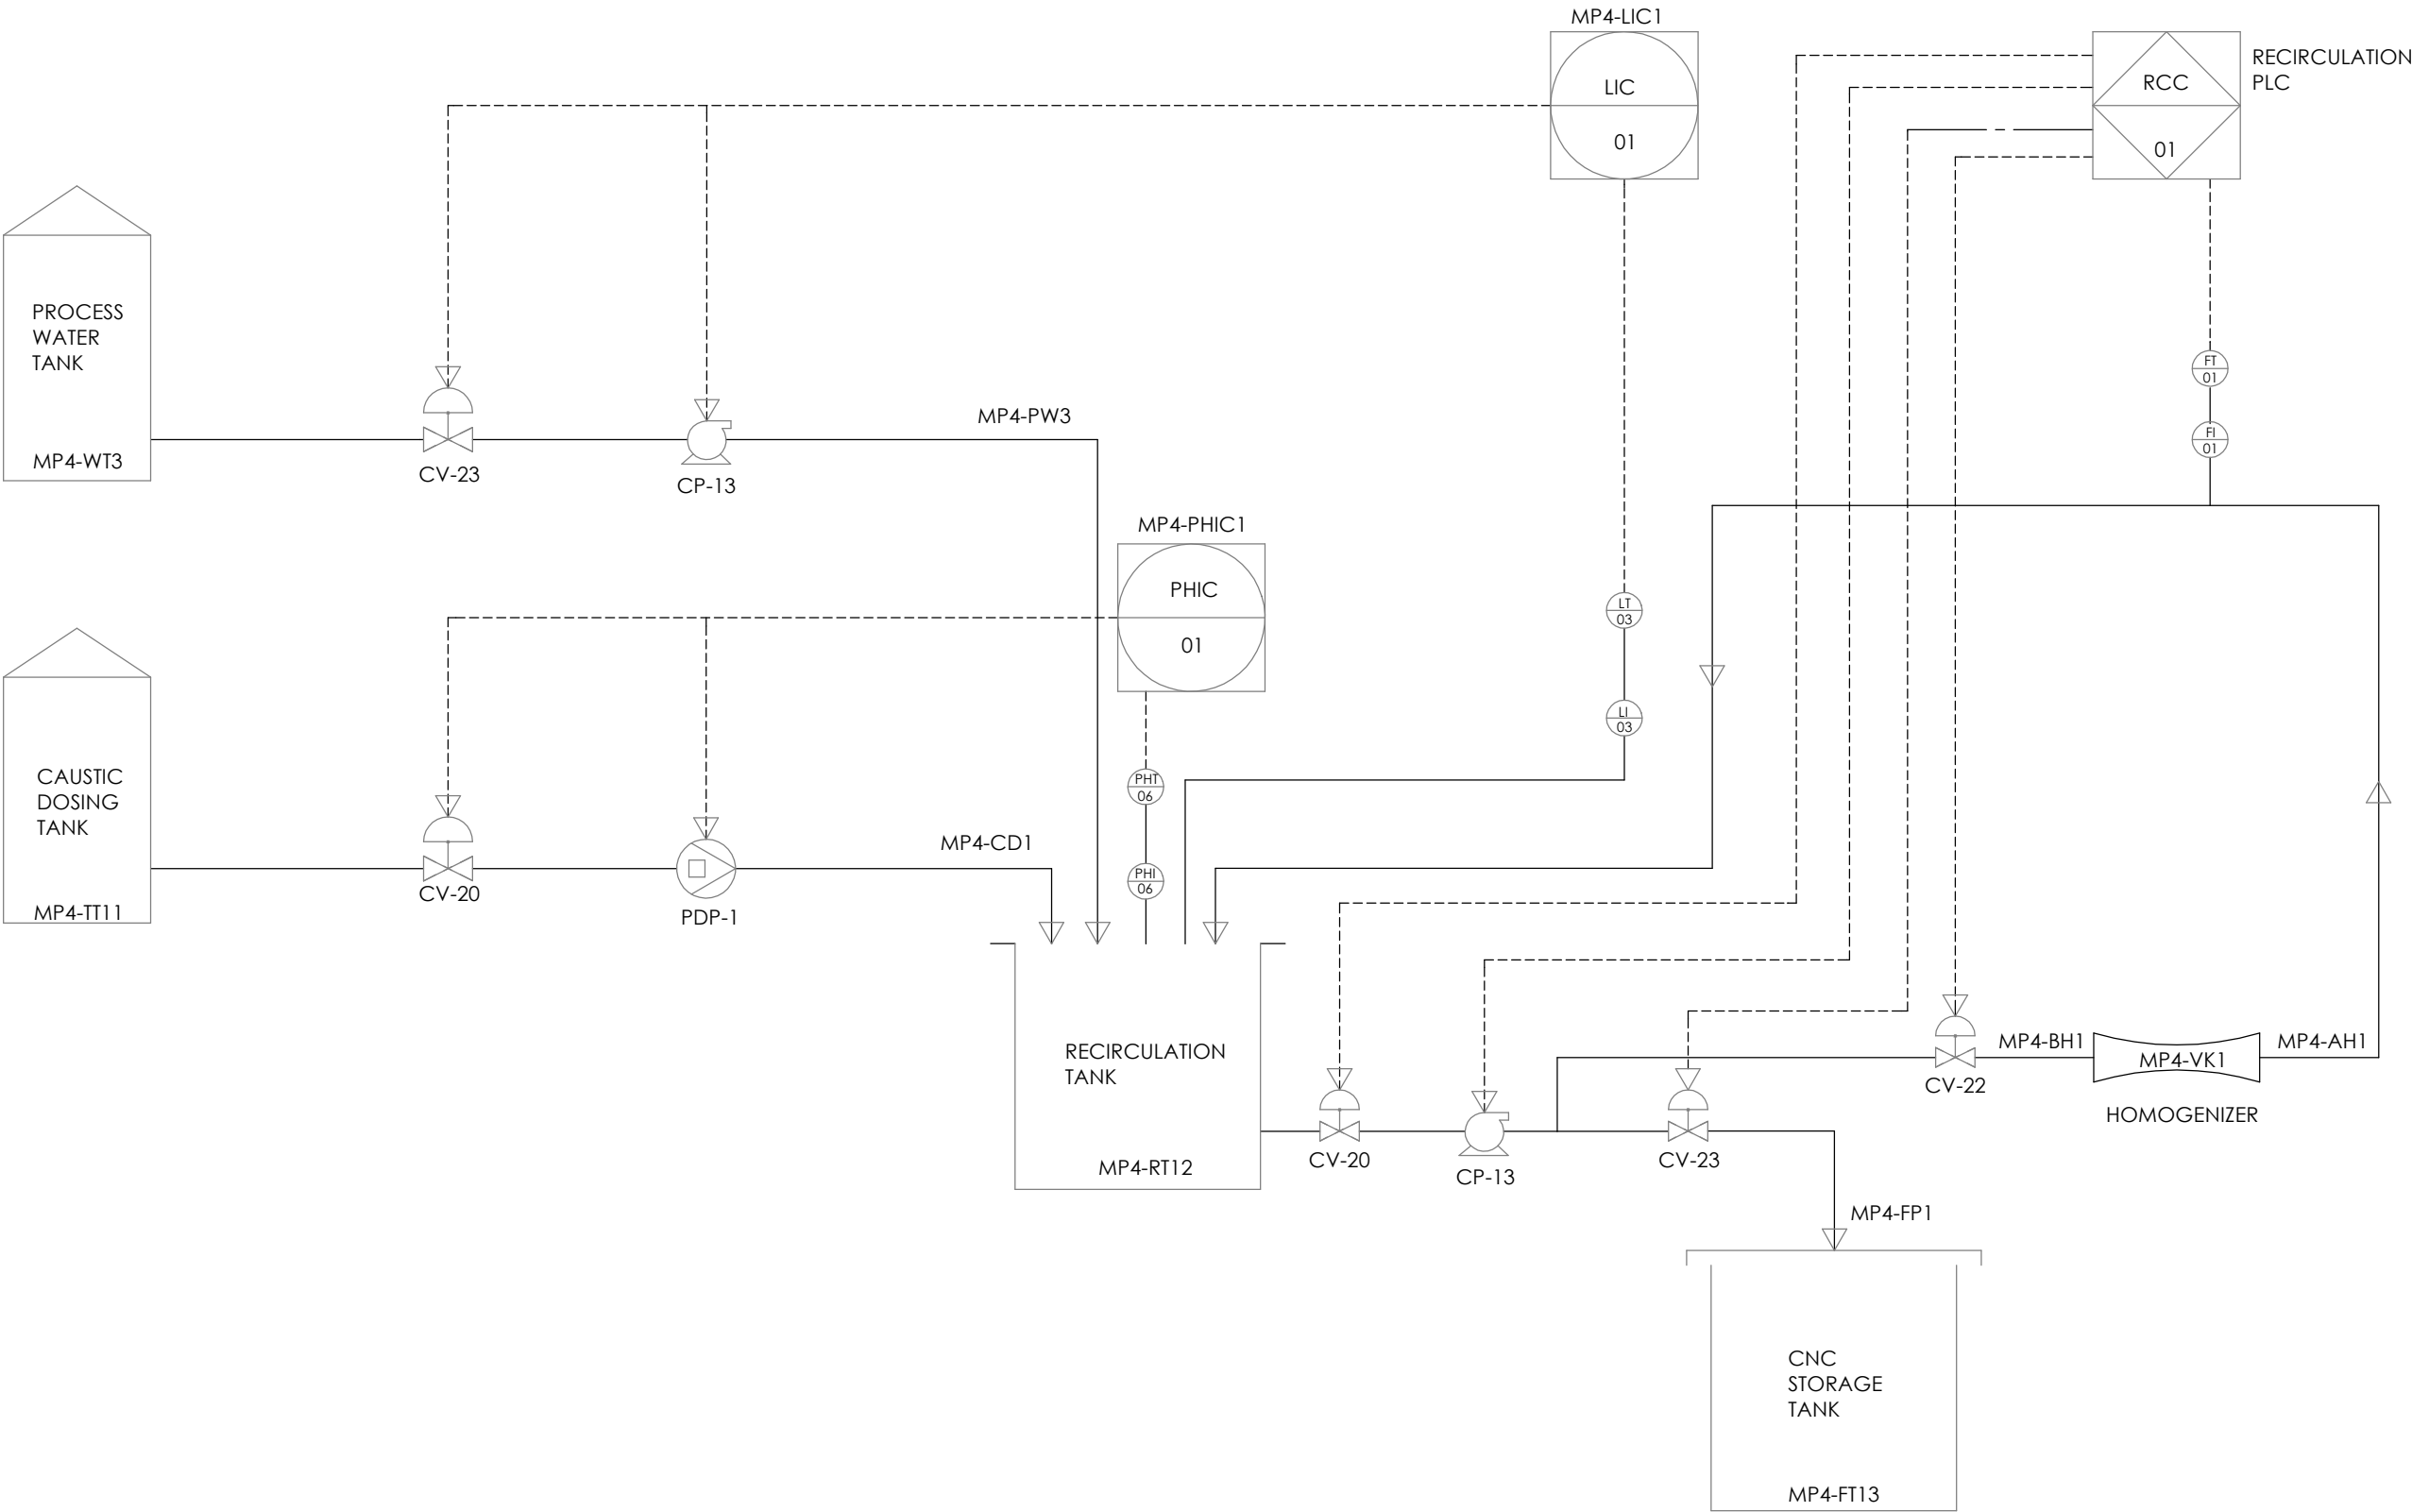 MP4-LIC1
LIC
01
RCC
01
RECIRCULATION
PLC
PROCESS
WATER
TANK
MP4-WT3
CV-23
CP-13
MP4-PW3
FT
01
FI
01
MP4-PHIC1
PHIC
01
LT
03
LI
03
CAUSTIC
DOSING
TANK
MP4-TT11
CV-20
PDP-1
MP4-CD1
PHT
06
PHI
06
RECIRCULATION
TANK
MP4-RT12
CV-20
CP-13
CV-23
CV-22
MP4-BH1
MP4-VK1
MP4-AH1
HOMOGENIZER
MP4-FP1
CNC
STORAGE
TANK
MP4-FT13